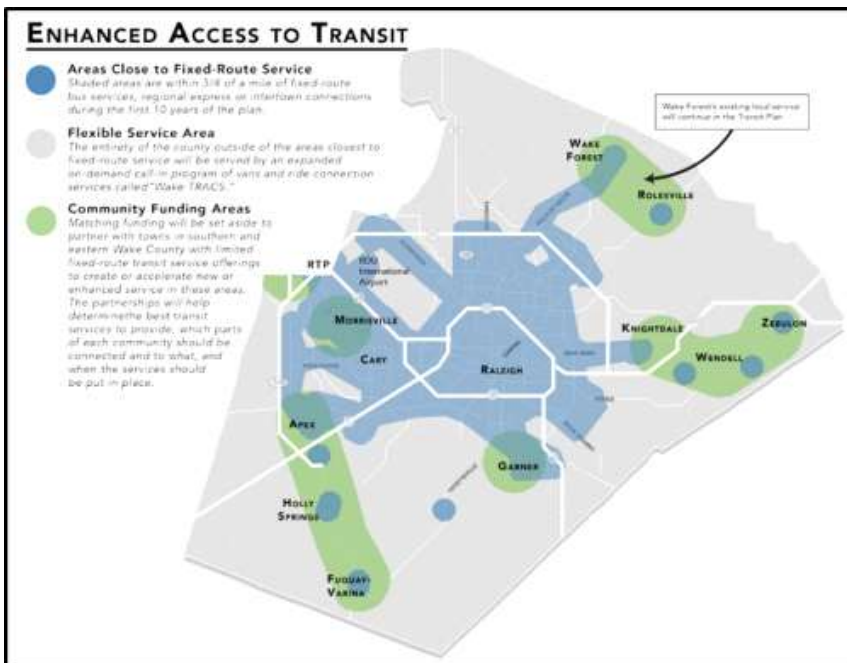 ENHANCED ACCESS TO TRANSIT
Areas Close to Fixed-Route Service
Shaded areas are within 3/4 of a mile of fixed-route
bus services, regional express or intertown connections
during the first 10 years of the plan.
Flexible Service Area
The entirety of the county outside of the areas closest to
fixed-route service will be served by an expanded
on-demand call-in program of vans and ride connection
services called "Wake TRACS."
Community Funding Areas
Matching funding will be set aside to
partner with towns in southern and
eastern Wake County with limited
fixed-route transit service offerings
to create or accelerate new or
enhanced service in these areas.
The partnerships will help
determinethe best transit
services to provide, which parts
of each community should be
connected and to what, and
when the services should
be put in place.
Wake Forest's existing local service
will continue in the Transit Plan
WAKE
FOREST
ROLESVILLE
RTP
RDU
International
Airport
MORRISVILLE
CARY
RALEIGH
KNIGHTDALE
ZEBULON
WENDELL
APEX
GARNER
HOLLY
SPRINGS
FUQUAY-
VARINA